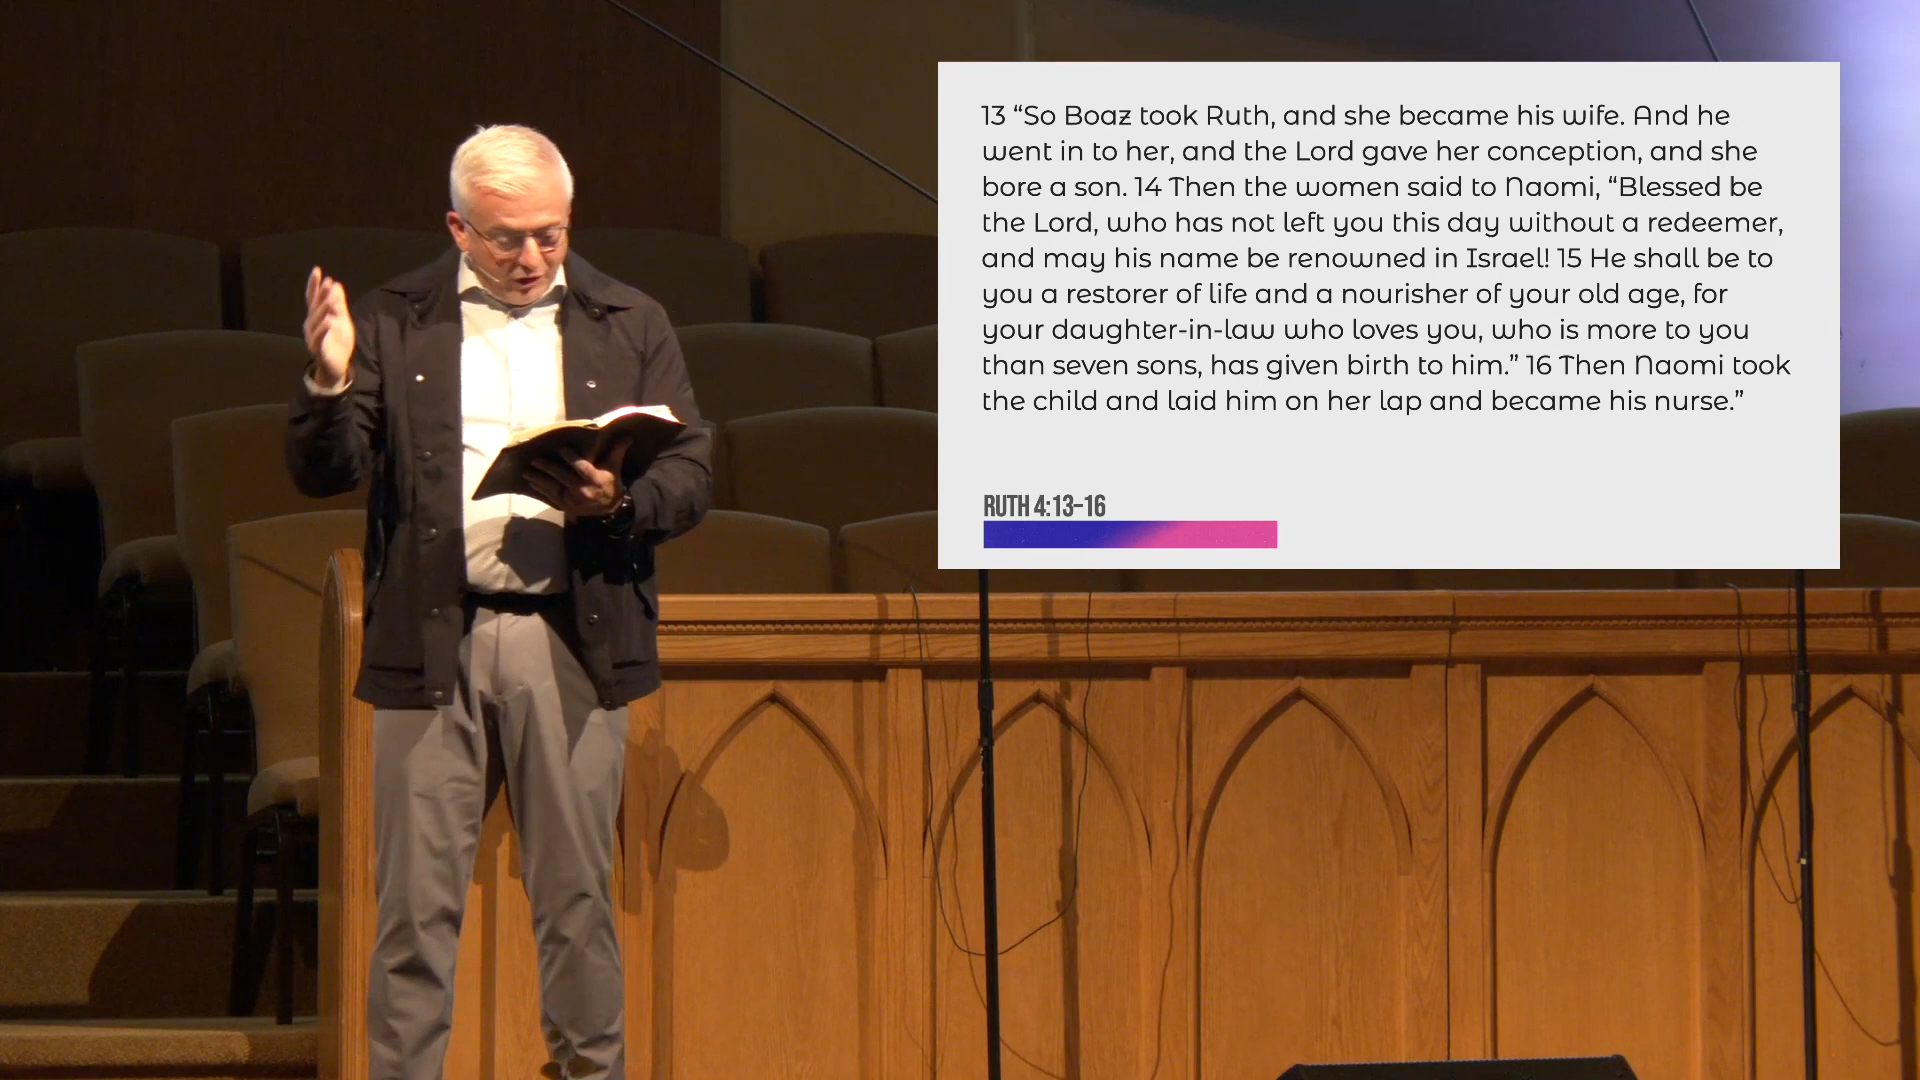 13 “So Boaz took Ruth, and she became his wife. And he
went in to her, and the Lord gave her conception, and she
bore a son. 14 Then the women said to Naomi, “Blessed be
the Lord, who has not left you this day without a redeemer,
and may his name be renowned in Israel! 15 He shall be to
you a restorer of life and a nourisher of your old age, for
your daughter-in-law who loves you, who is more to you
than seven sons, has given birth to him.” 16 Then Naomi took
the child and laid him on her lap and became his nurse.”
RUTH 4:13–16